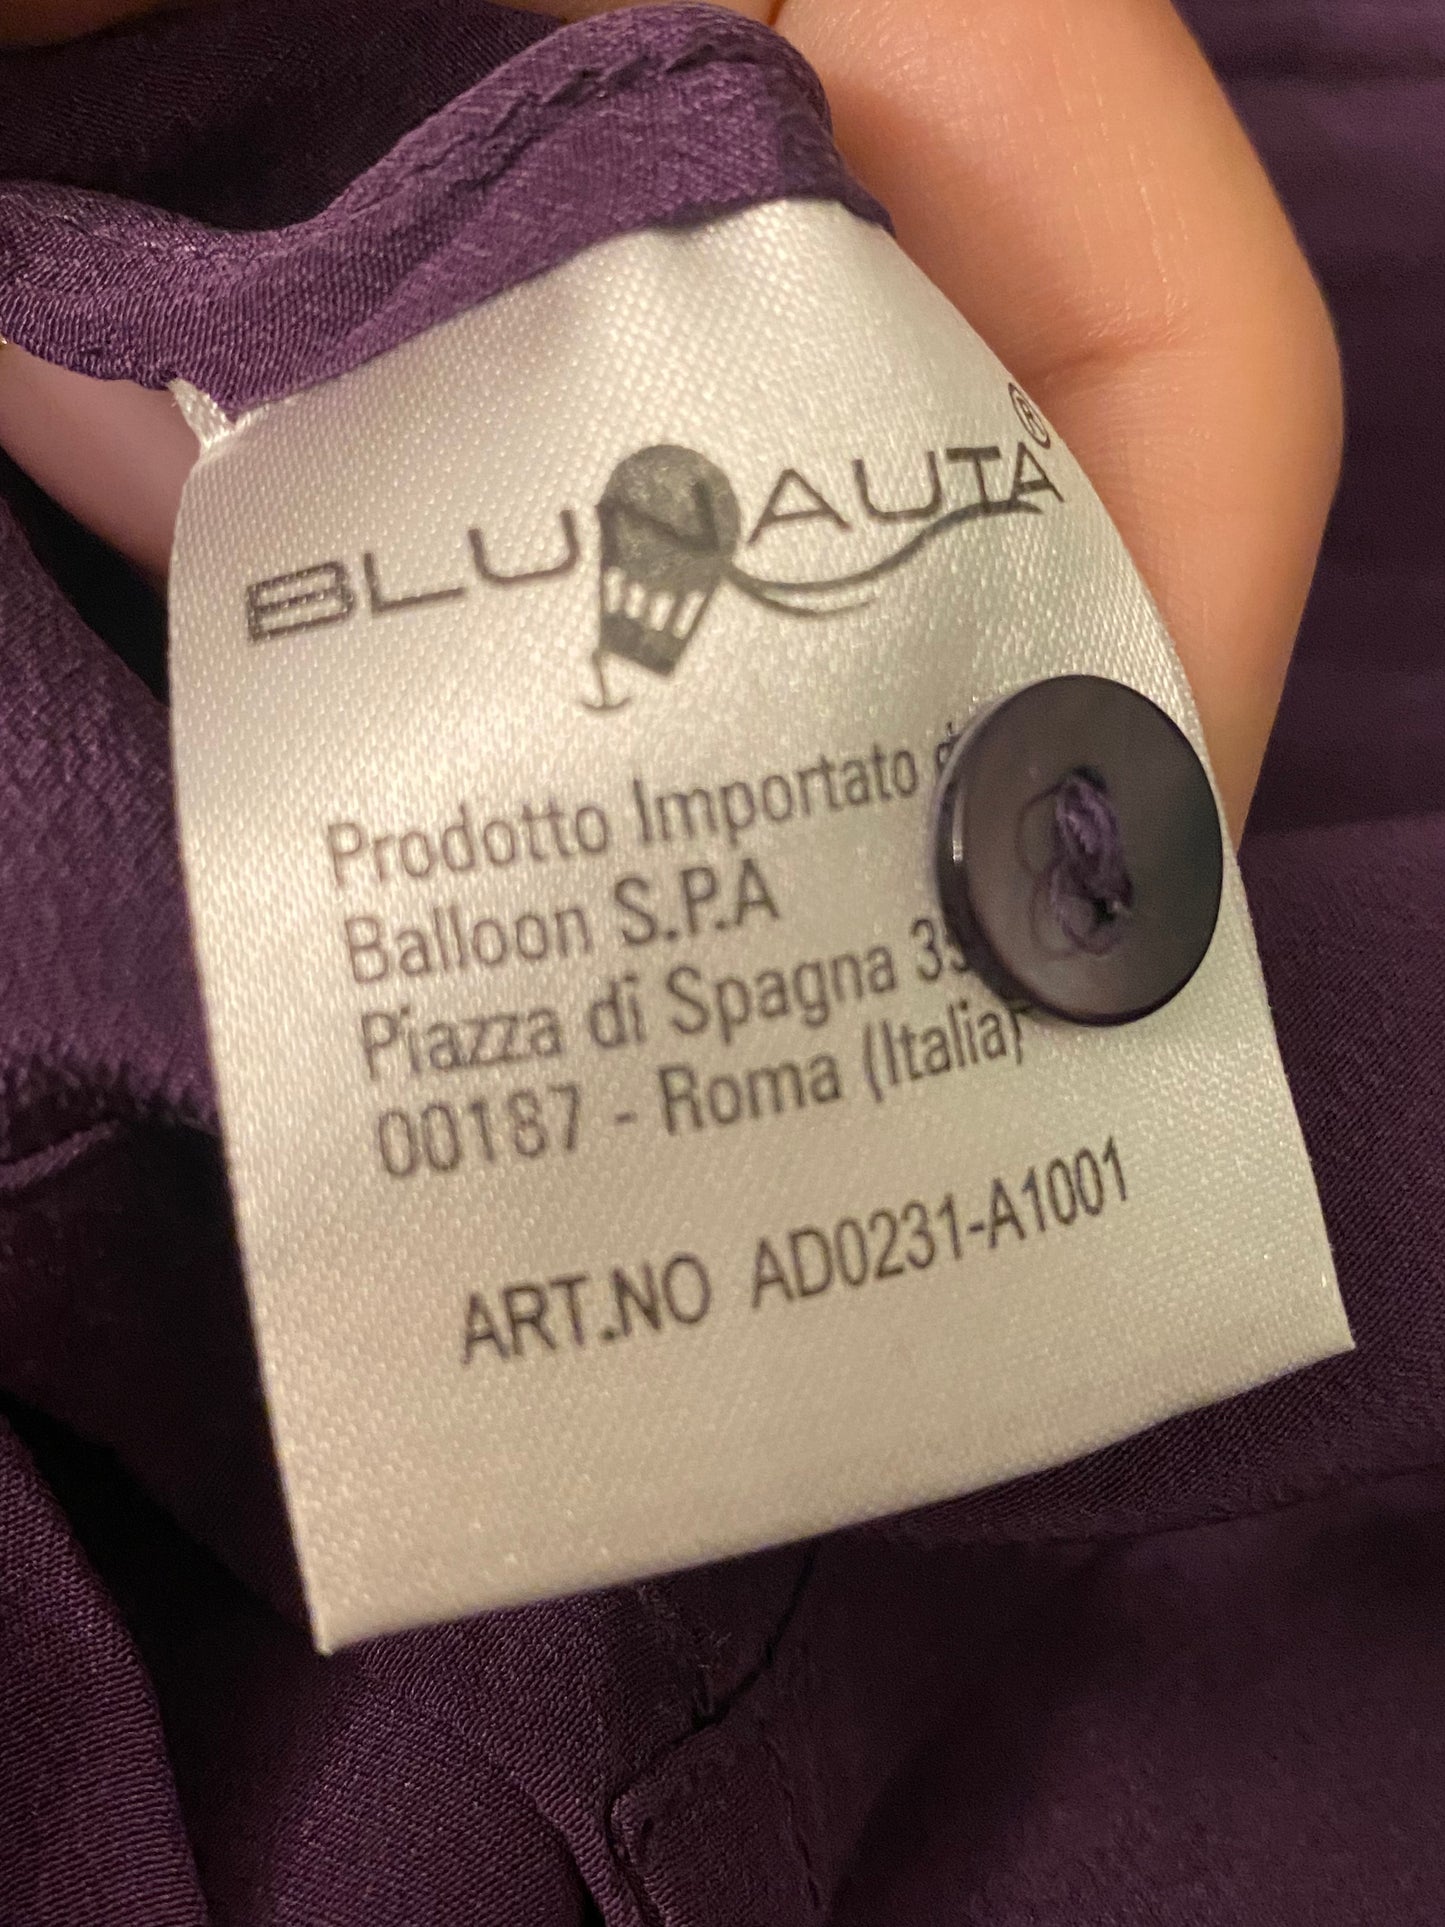 BLUNAUTA®
Prodotto Importato
Balloon S.P.A
Piazza di Spagna
00187 - Roma (Italia)
ART.NO AD0231-A1001